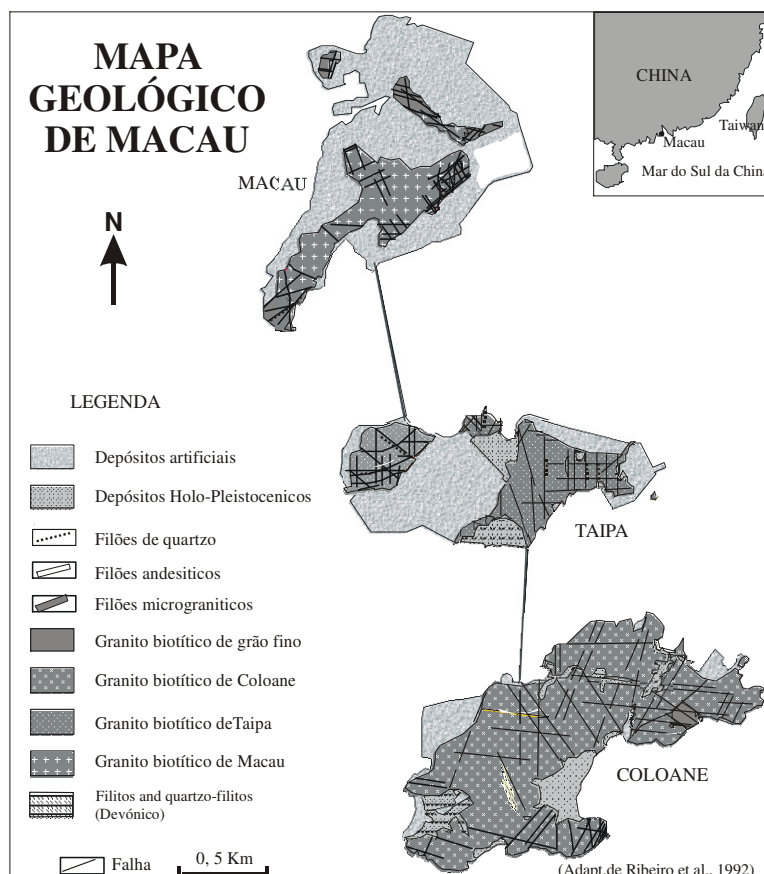 MAPA
GEOLÓGICO
DE MACAU
CHINA
Taiwan
Macau
Mar do Sul da China
MACAU
N
TAIPA
COLOANE
LEGENDA
Depósitos artificiais
Depósitos Holo-Pleistocenicos
Filões de quartzo
Filões andesiticos
Filões micrograniticos
Granito biotítico de grão fino
Granito biotítico de Coloane
Granito biotítico deTaipa
Granito biotítico de Macau
Filitos and quartzo-filitos
(Devónico)
Falha
0, 5 Km
(Adapt.de Ribeiro et al., 1992)